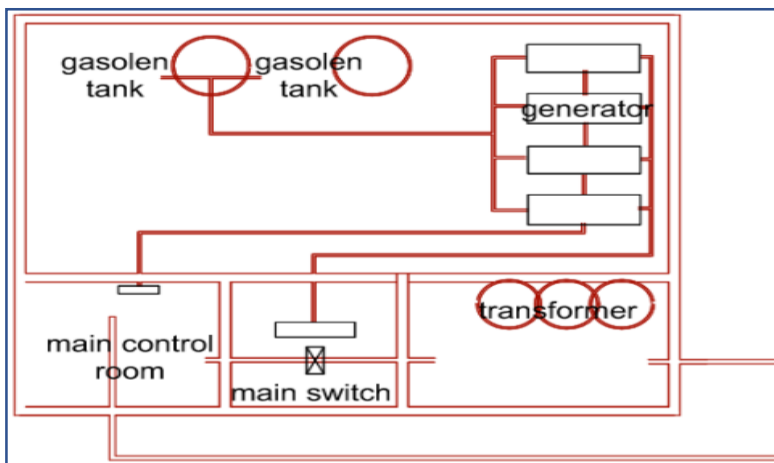 gasolen
tank
gasolen
tank
generator
transformer
main control
room
main switch